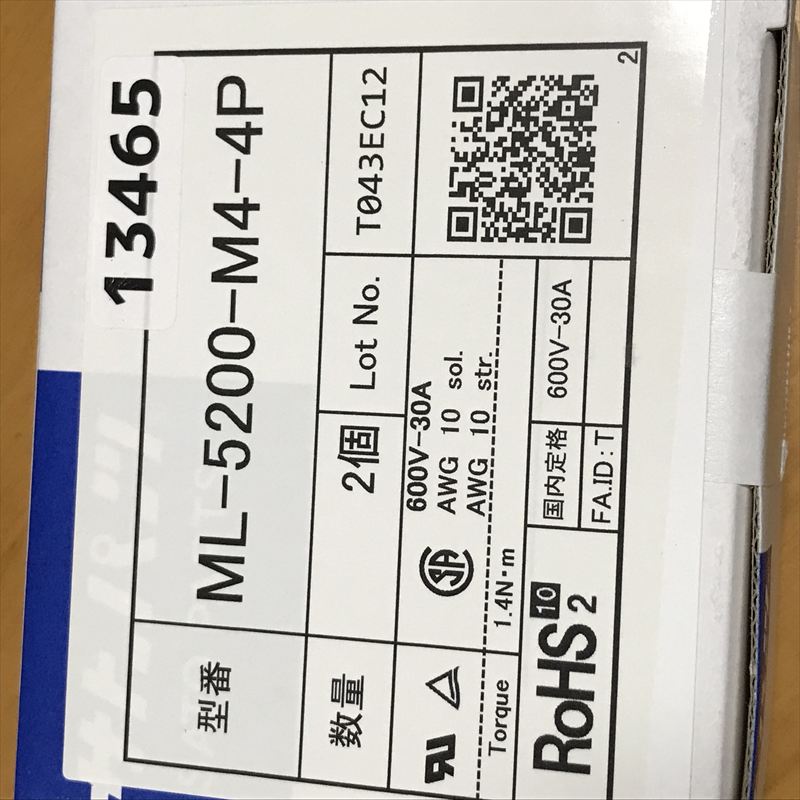 13465
型番 ML-5200-M4-4P
数量 2個 Lot No. T043EC12
600V-30A
AWG 10 sol.
AWG 10 str.
Torque 1.4N·m
RoHS 10 2
国内定格 600V-30A
FA.ID:T
2